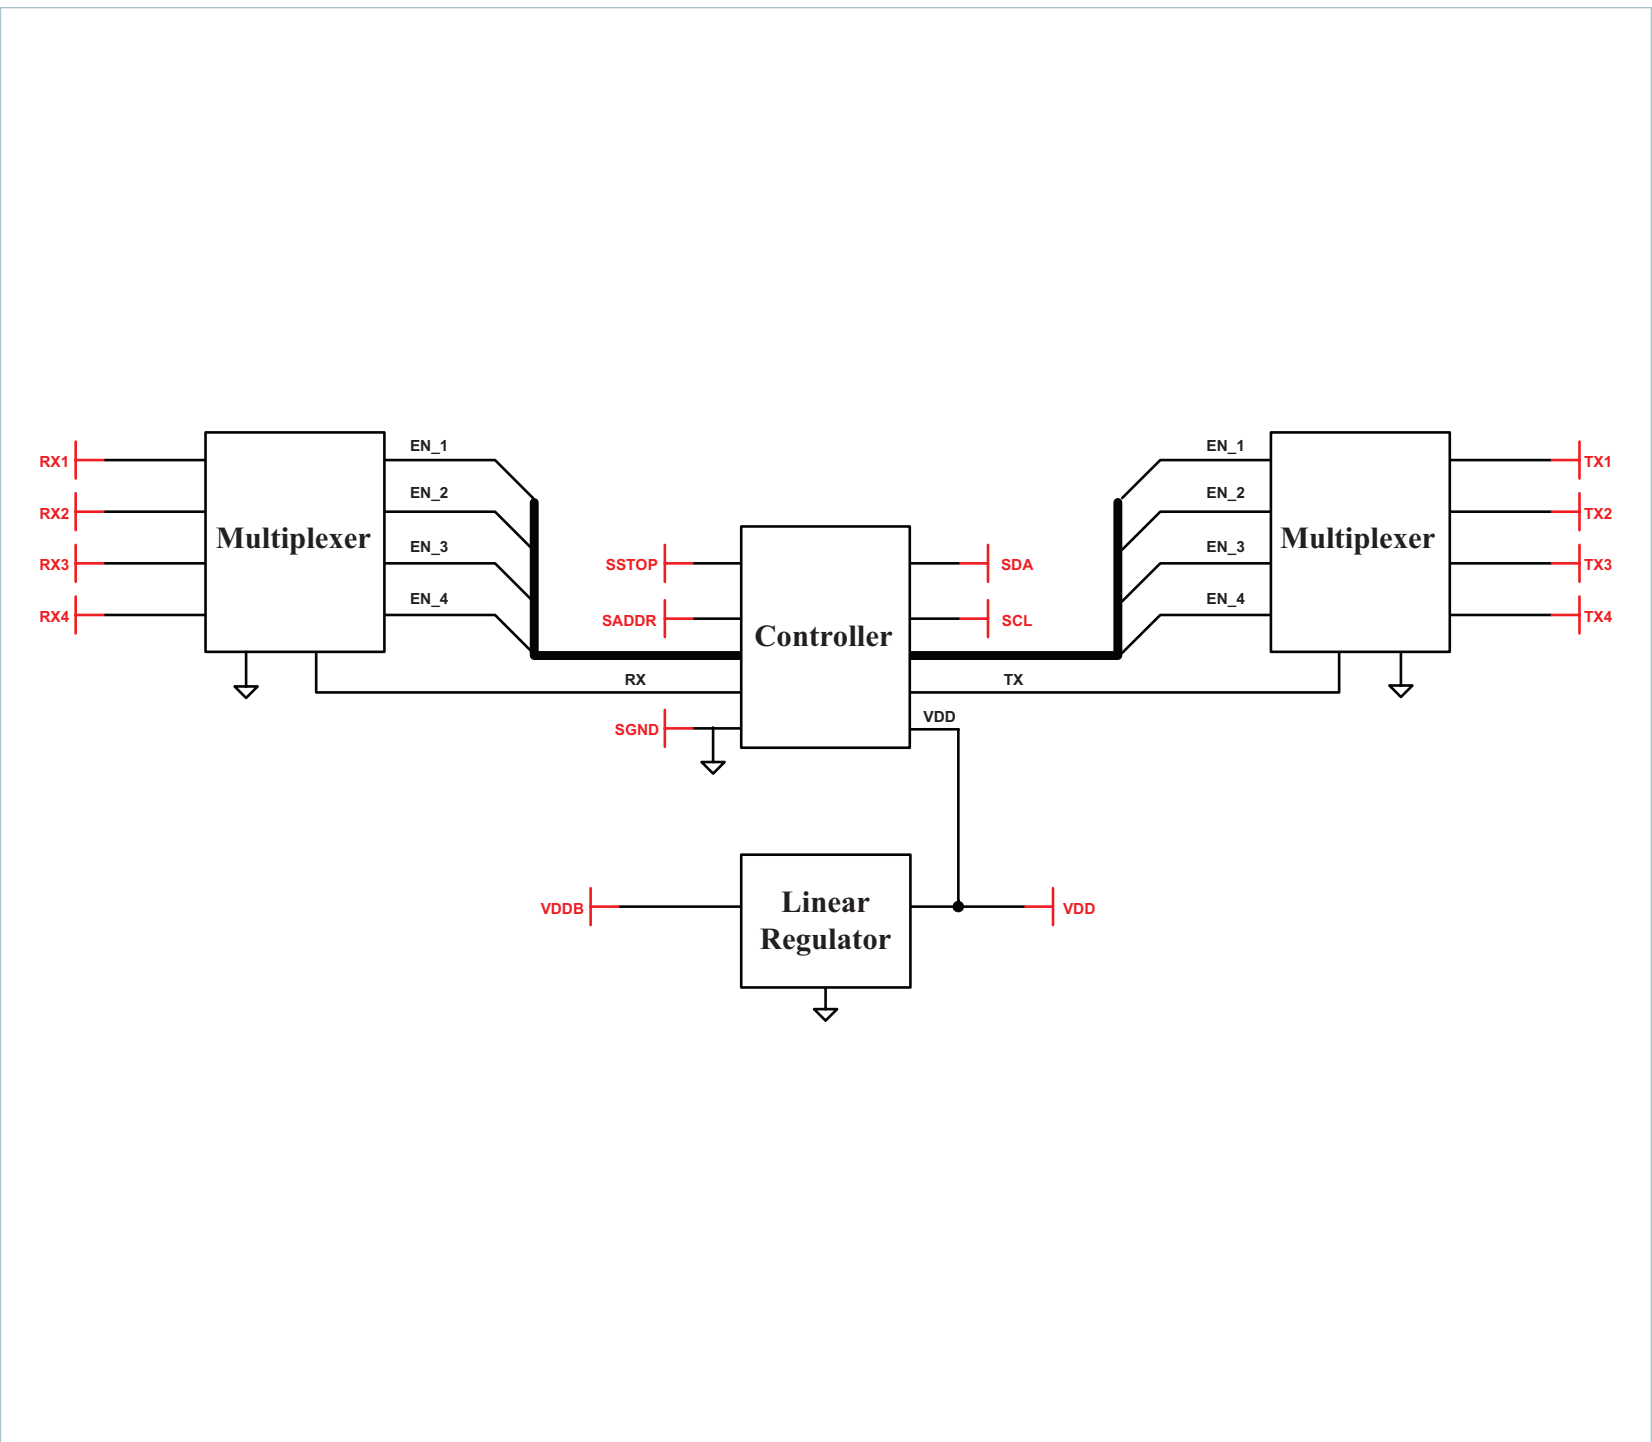 RX1
RX2
RX3
RX4
Multiplexer
EN_1
EN_2
EN_3
EN_4
SSTOP
SADDR
RX
SGND
Controller
SDA
SCL
TX
VDD
EN_1
EN_2
EN_3
EN_4
Multiplexer
TX1
TX2
TX3
TX4
VDDB
Linear
Regulator
VDD